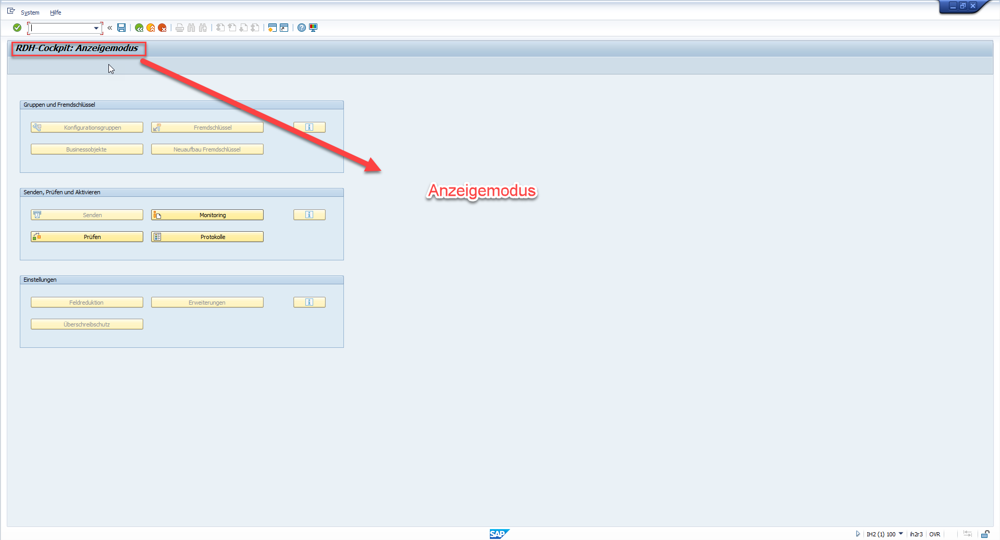 System Hilfe
RDH-Cockpit: Anzeigemodus
Gruppen und Fremdschlüssel
Konfigurationsgruppen Fremdschlüssel
Businessobjekte Neuaufbau Fremdschlüssel
Anzeigemodus
Senden, Prüfen und Aktivieren
Senden Monitoring
Prüfen Protokolle
Einstellungen
Feldreduktion Erweiterungen
Überschreibschutz
SAP IH2 (1) 100 ih2r3 OVR